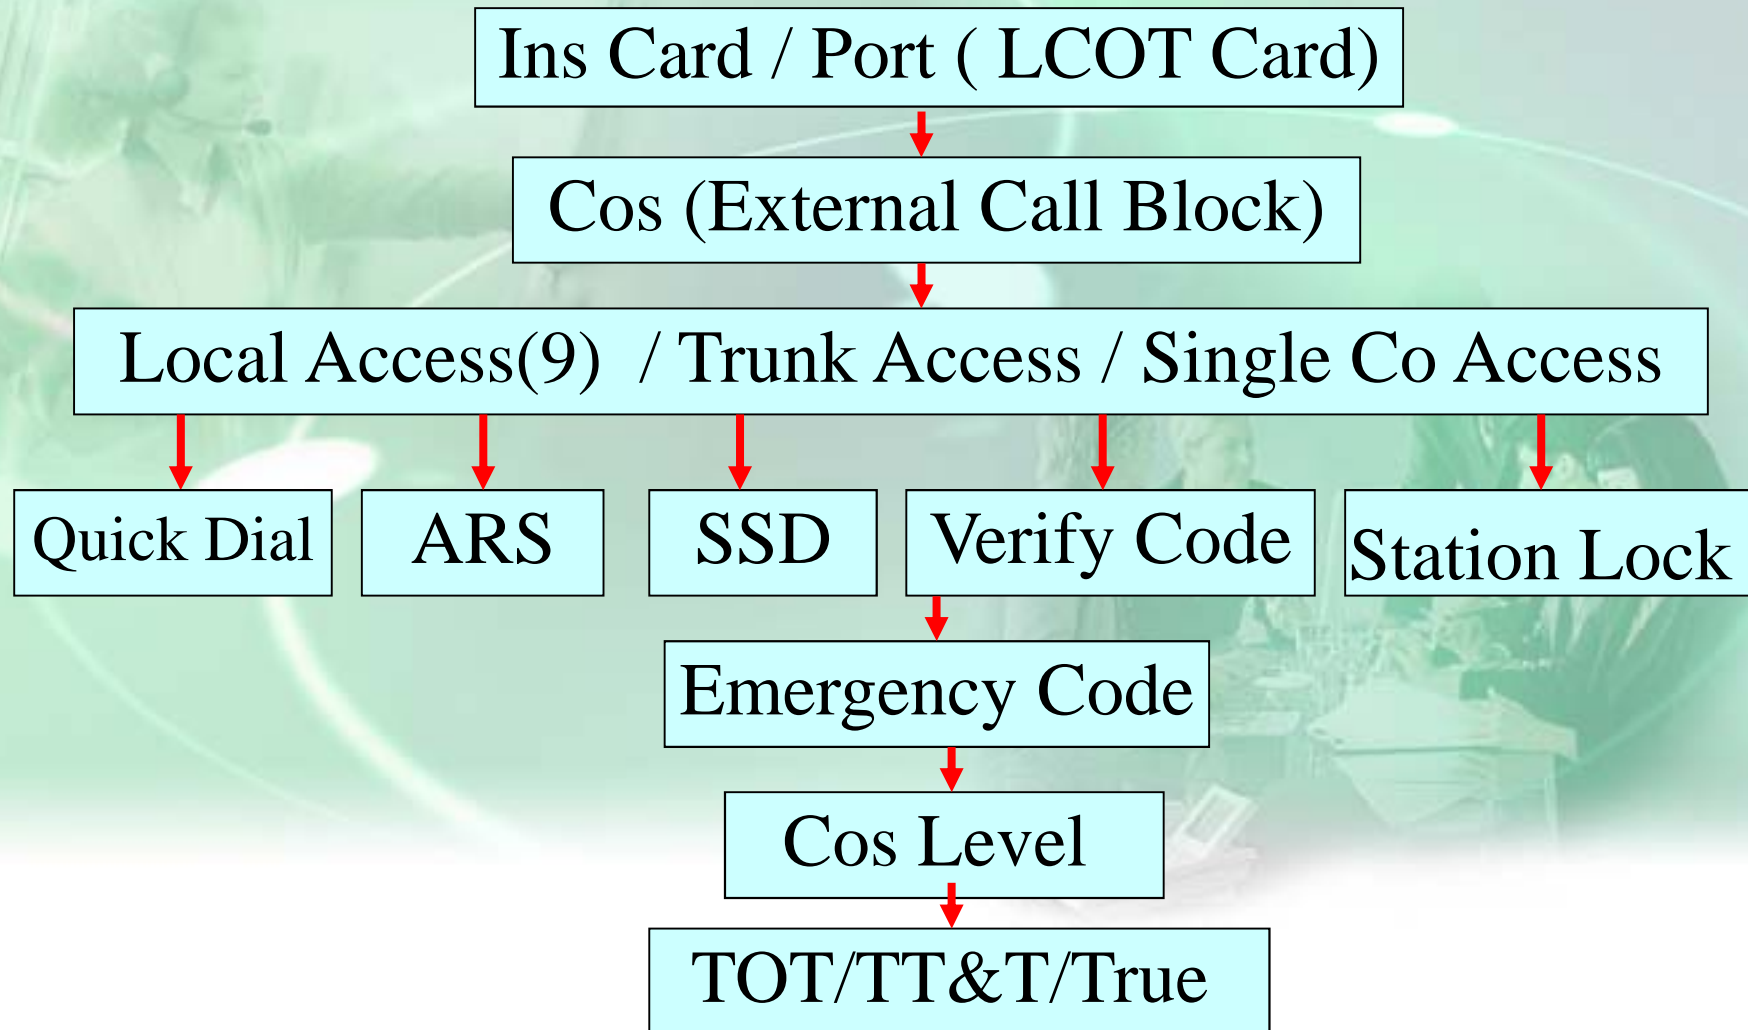 Ins Card / Port ( LCOT Card)
Cos (External Call Block)
Local Access(9) / Trunk Access / Single Co Access
Quick Dial
ARS
SSD
Verify Code
Station Lock
Emergency Code
Cos Level
TOT/TT&T/True